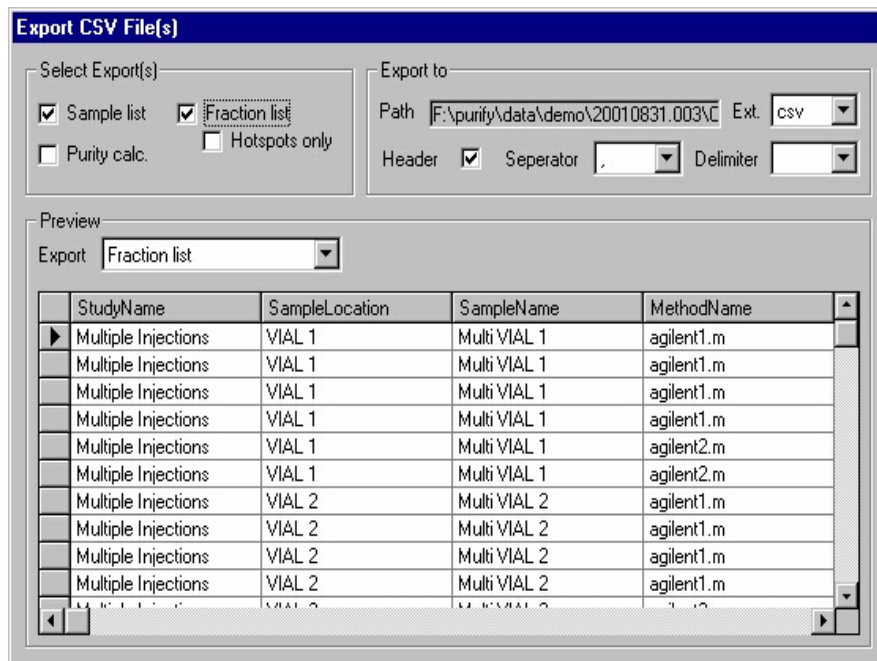 Export CSV File(s)
Select Export(s)
Sample list Fraction list
Hotspots only
Purity calc.
Export to
Path F:\purify\data\demo\20010831.003\C Ext. csv
Header Seperator , Delimiter
Preview
Export Fraction list
StudyName SampleLocation SampleName MethodName
Multiple Injections VIAL 1 Multi VIAL 1 agilent1.m
Multiple Injections VIAL 1 Multi VIAL 1 agilent1.m
Multiple Injections VIAL 1 Multi VIAL 1 agilent1.m
Multiple Injections VIAL 1 Multi VIAL 1 agilent1.m
Multiple Injections VIAL 1 Multi VIAL 1 agilent2.m
Multiple Injections VIAL 1 Multi VIAL 1 agilent2.m
Multiple Injections VIAL 2 Multi VIAL 2 agilent1.m
Multiple Injections VIAL 2 Multi VIAL 2 agilent1.m
Multiple Injections VIAL 2 Multi VIAL 2 agilent1.m
Multiple Injections VIAL 2 Multi VIAL 2 agilent1.m